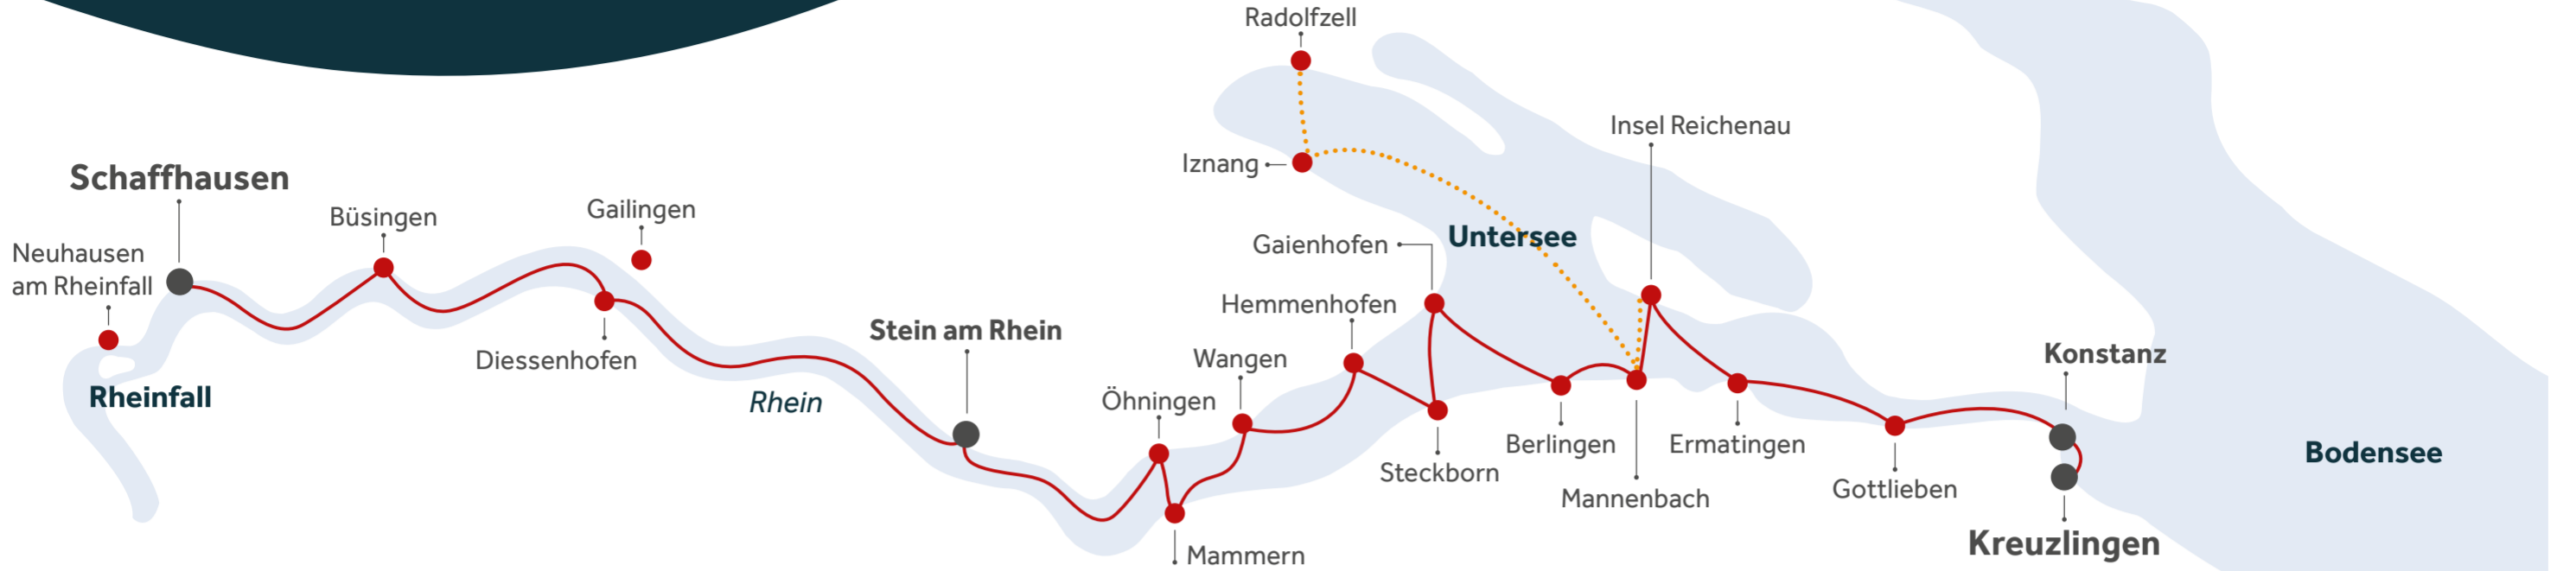 Radolfzell
Insel Reichenau
Iznang
Schaffhausen
Büsingen
Gailingen
Untersee
Gaienhofen
Neuhausen
am Rheinfall
Hemmenhofen
Stein am Rhein
Konstanz
Diessenhofen
Wangen
Rheinfall
Rhein
Öhningen
Berlingen
Ermatingen
Bodensee
Steckborn
Gottlieben
Mannenbach
Kreuzlingen
Mammern